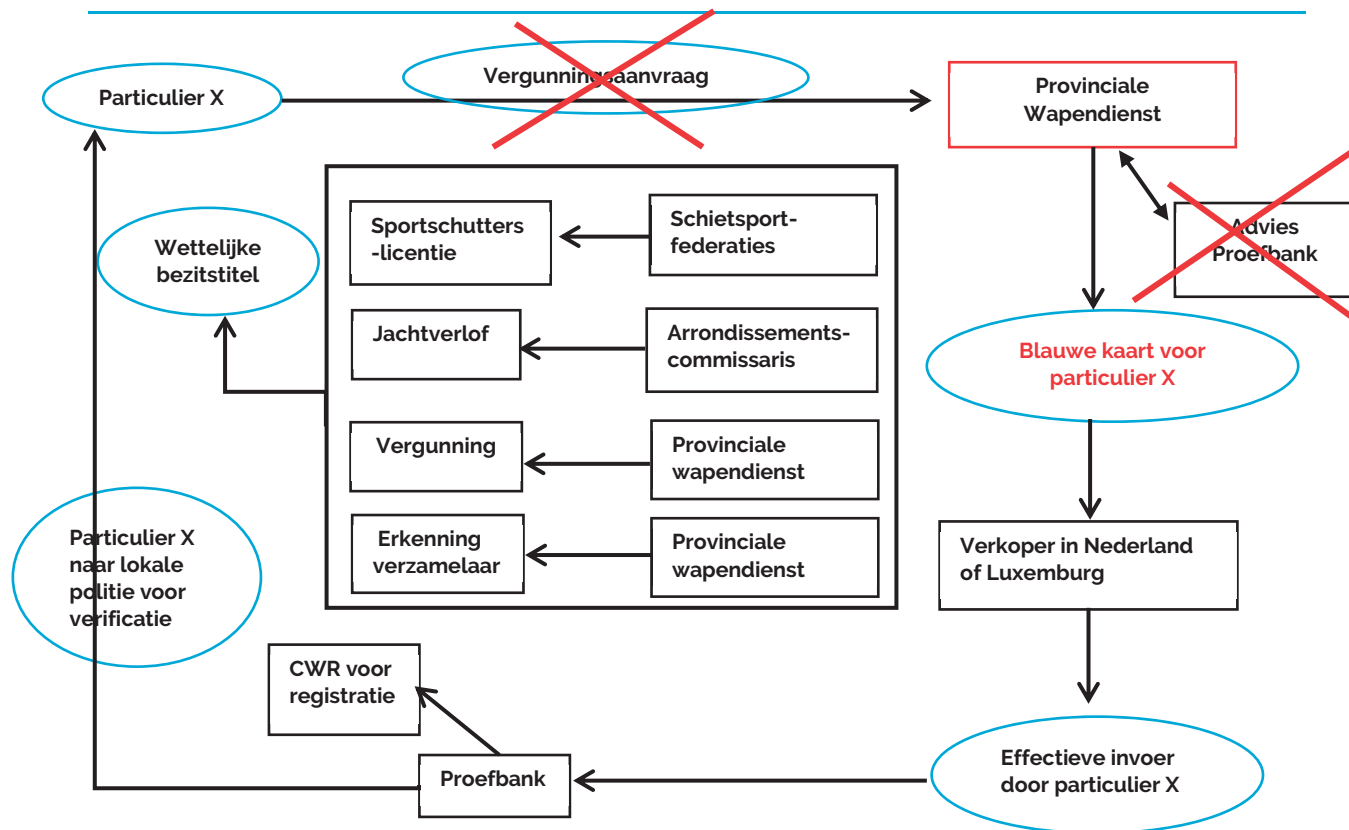 Particulier X
Vergunningsaanvraag
Provinciale
Wapendienst
Advies
Proefbank
Wettelijke
bezitstitel
Sportschutters
-licentie
Schietsport-
federaties
Jachtverlof
Arrondissements-
commissaris
Vergunning
Provinciale
wapendienst
Erkenning
verzamelaar
Provinciale
wapendienst
Blauwe kaart voor
particulier X
Verkoper in Nederland
of Luxemburg
Particulier X
naar lokale
politie voor
verificatie
CWR voor
registratie
Proefbank
Effectieve invoer
door particulier X